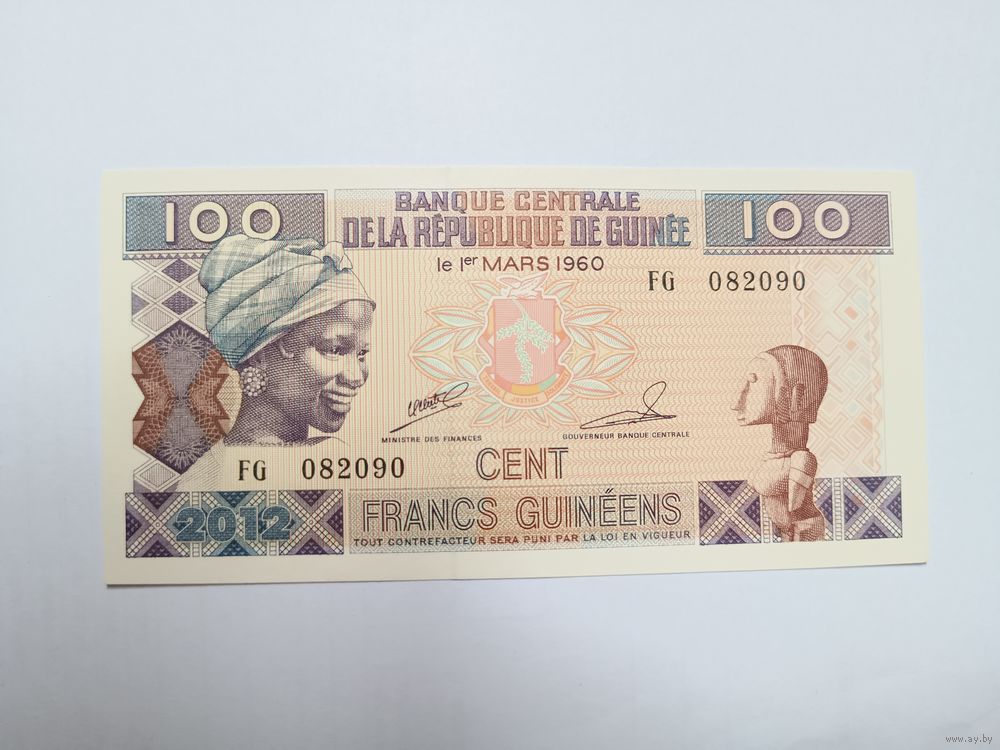 100
BANQUE CENTRALE
DE LA RÉPUBLIQUE DE GUINÉE
100
le 1er MARS 1960
FG 082090
JUSTICE
MINISTRE DES FINANCES
GOUVERNEUR BANQUE CENTRALE
FG 082090
CENT
FRANCS GUINÉENS
2012
TOUT CONTREFACTEUR SERA PUNI PAR LA LOI EN VIGUEUR
www.ay.by